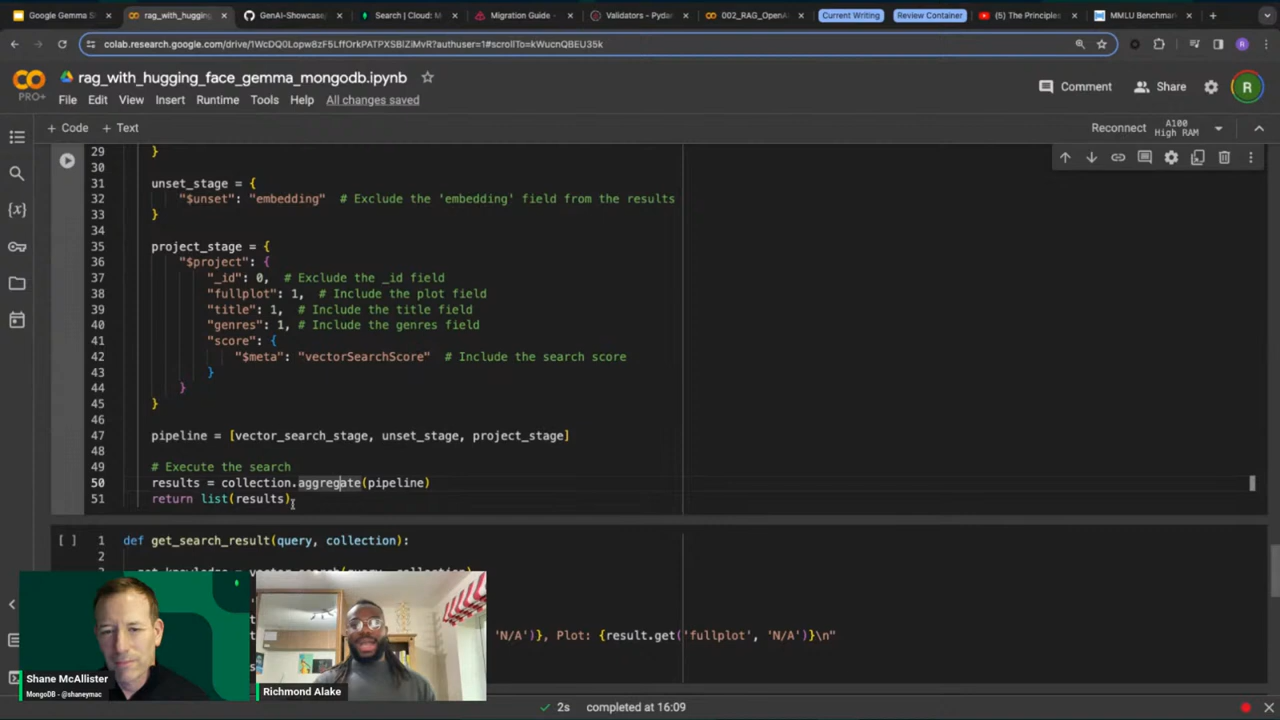 Google Gemma S
rag_with_hugging_
GenAI-Showcase
Search | Cloud: M
Migration Guide -
Validators - Pydan
002_RAG_OpenA
Current Writing
Review Container
(5) The Principles
MMLU Benchmar
colab.research.google.com/drive/1WcDQ0Lopw8zF5LffOrkPATPXSBIZiMvR?authuser=1#scrollTo=kWucnQBEU35k
R
rag_with_hugging_face_gemma_mongodb.ipynb
PRO+
File Edit View Insert Runtime Tools Help All changes saved
Comment Share R
+ Code + Text
Reconnect A100 High RAM
29 }
30
31 unset_stage = {
32 "$unset": "embedding" # Exclude the 'embedding' field from the results
33 }
34
35 project_stage = {
36 "$project": {
37 "_id": 0, # Exclude the _id field
38 "fullplot": 1, # Include the plot field
39 "title": 1, # Include the title field
40 "genres": 1, # Include the genres field
41 "score": {
42 "$meta": "vectorSearchScore" # Include the search score
43 }
44 }
45 }
46
47 pipeline = [vector_search_stage, unset_stage, project_stage]
48
49 # Execute the search
50 results = collection.aggregate(pipeline)
51 return list(results)
[ ] 1 def get_search_result(query, collection):
2
'N/A')}, Plot: {result.get('fullplot', 'N/A')}\n"
Shane McAllister
MongoDB - @shaneymac
Richmond Alake
2s completed at 16:09